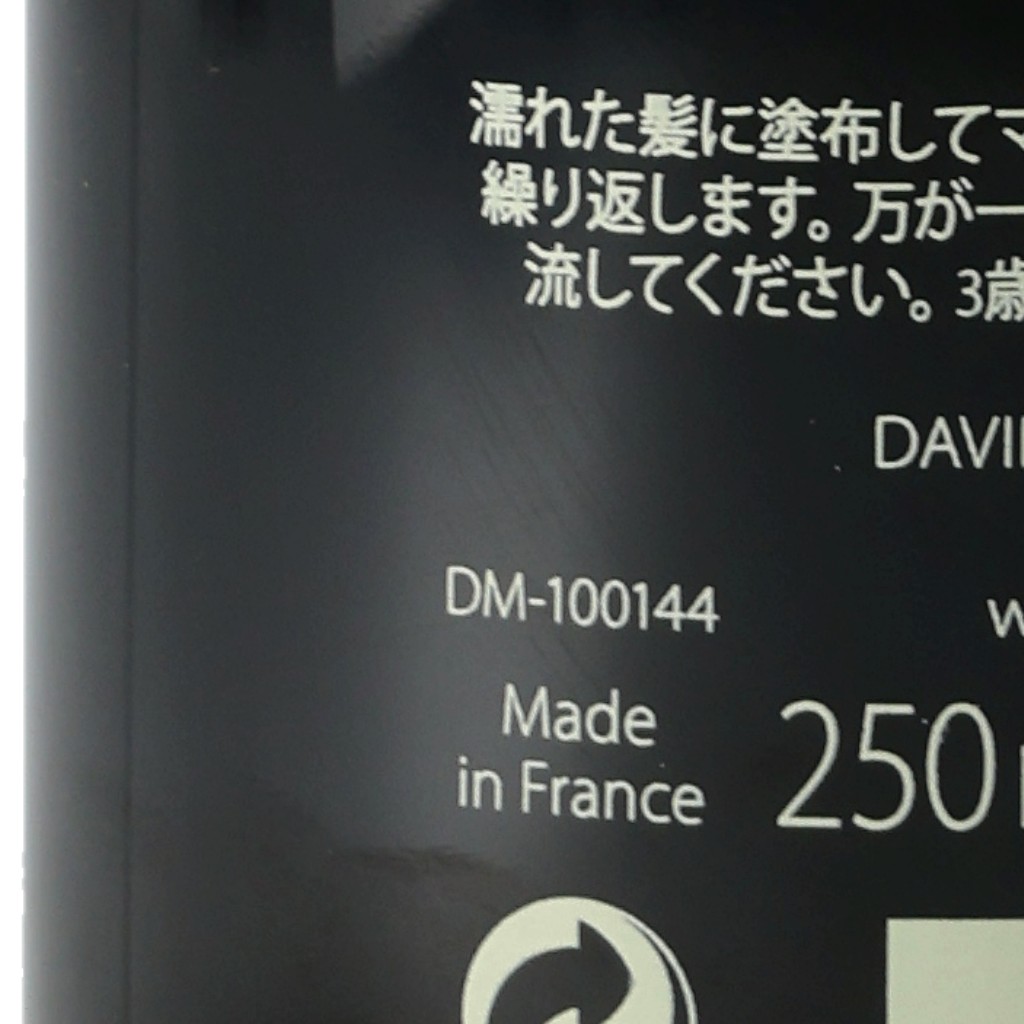 濡れた髪に塗布してマ
繰り返します。万が一
流してください。3歳
DAVI
DM-100144
w
Made
in France
250